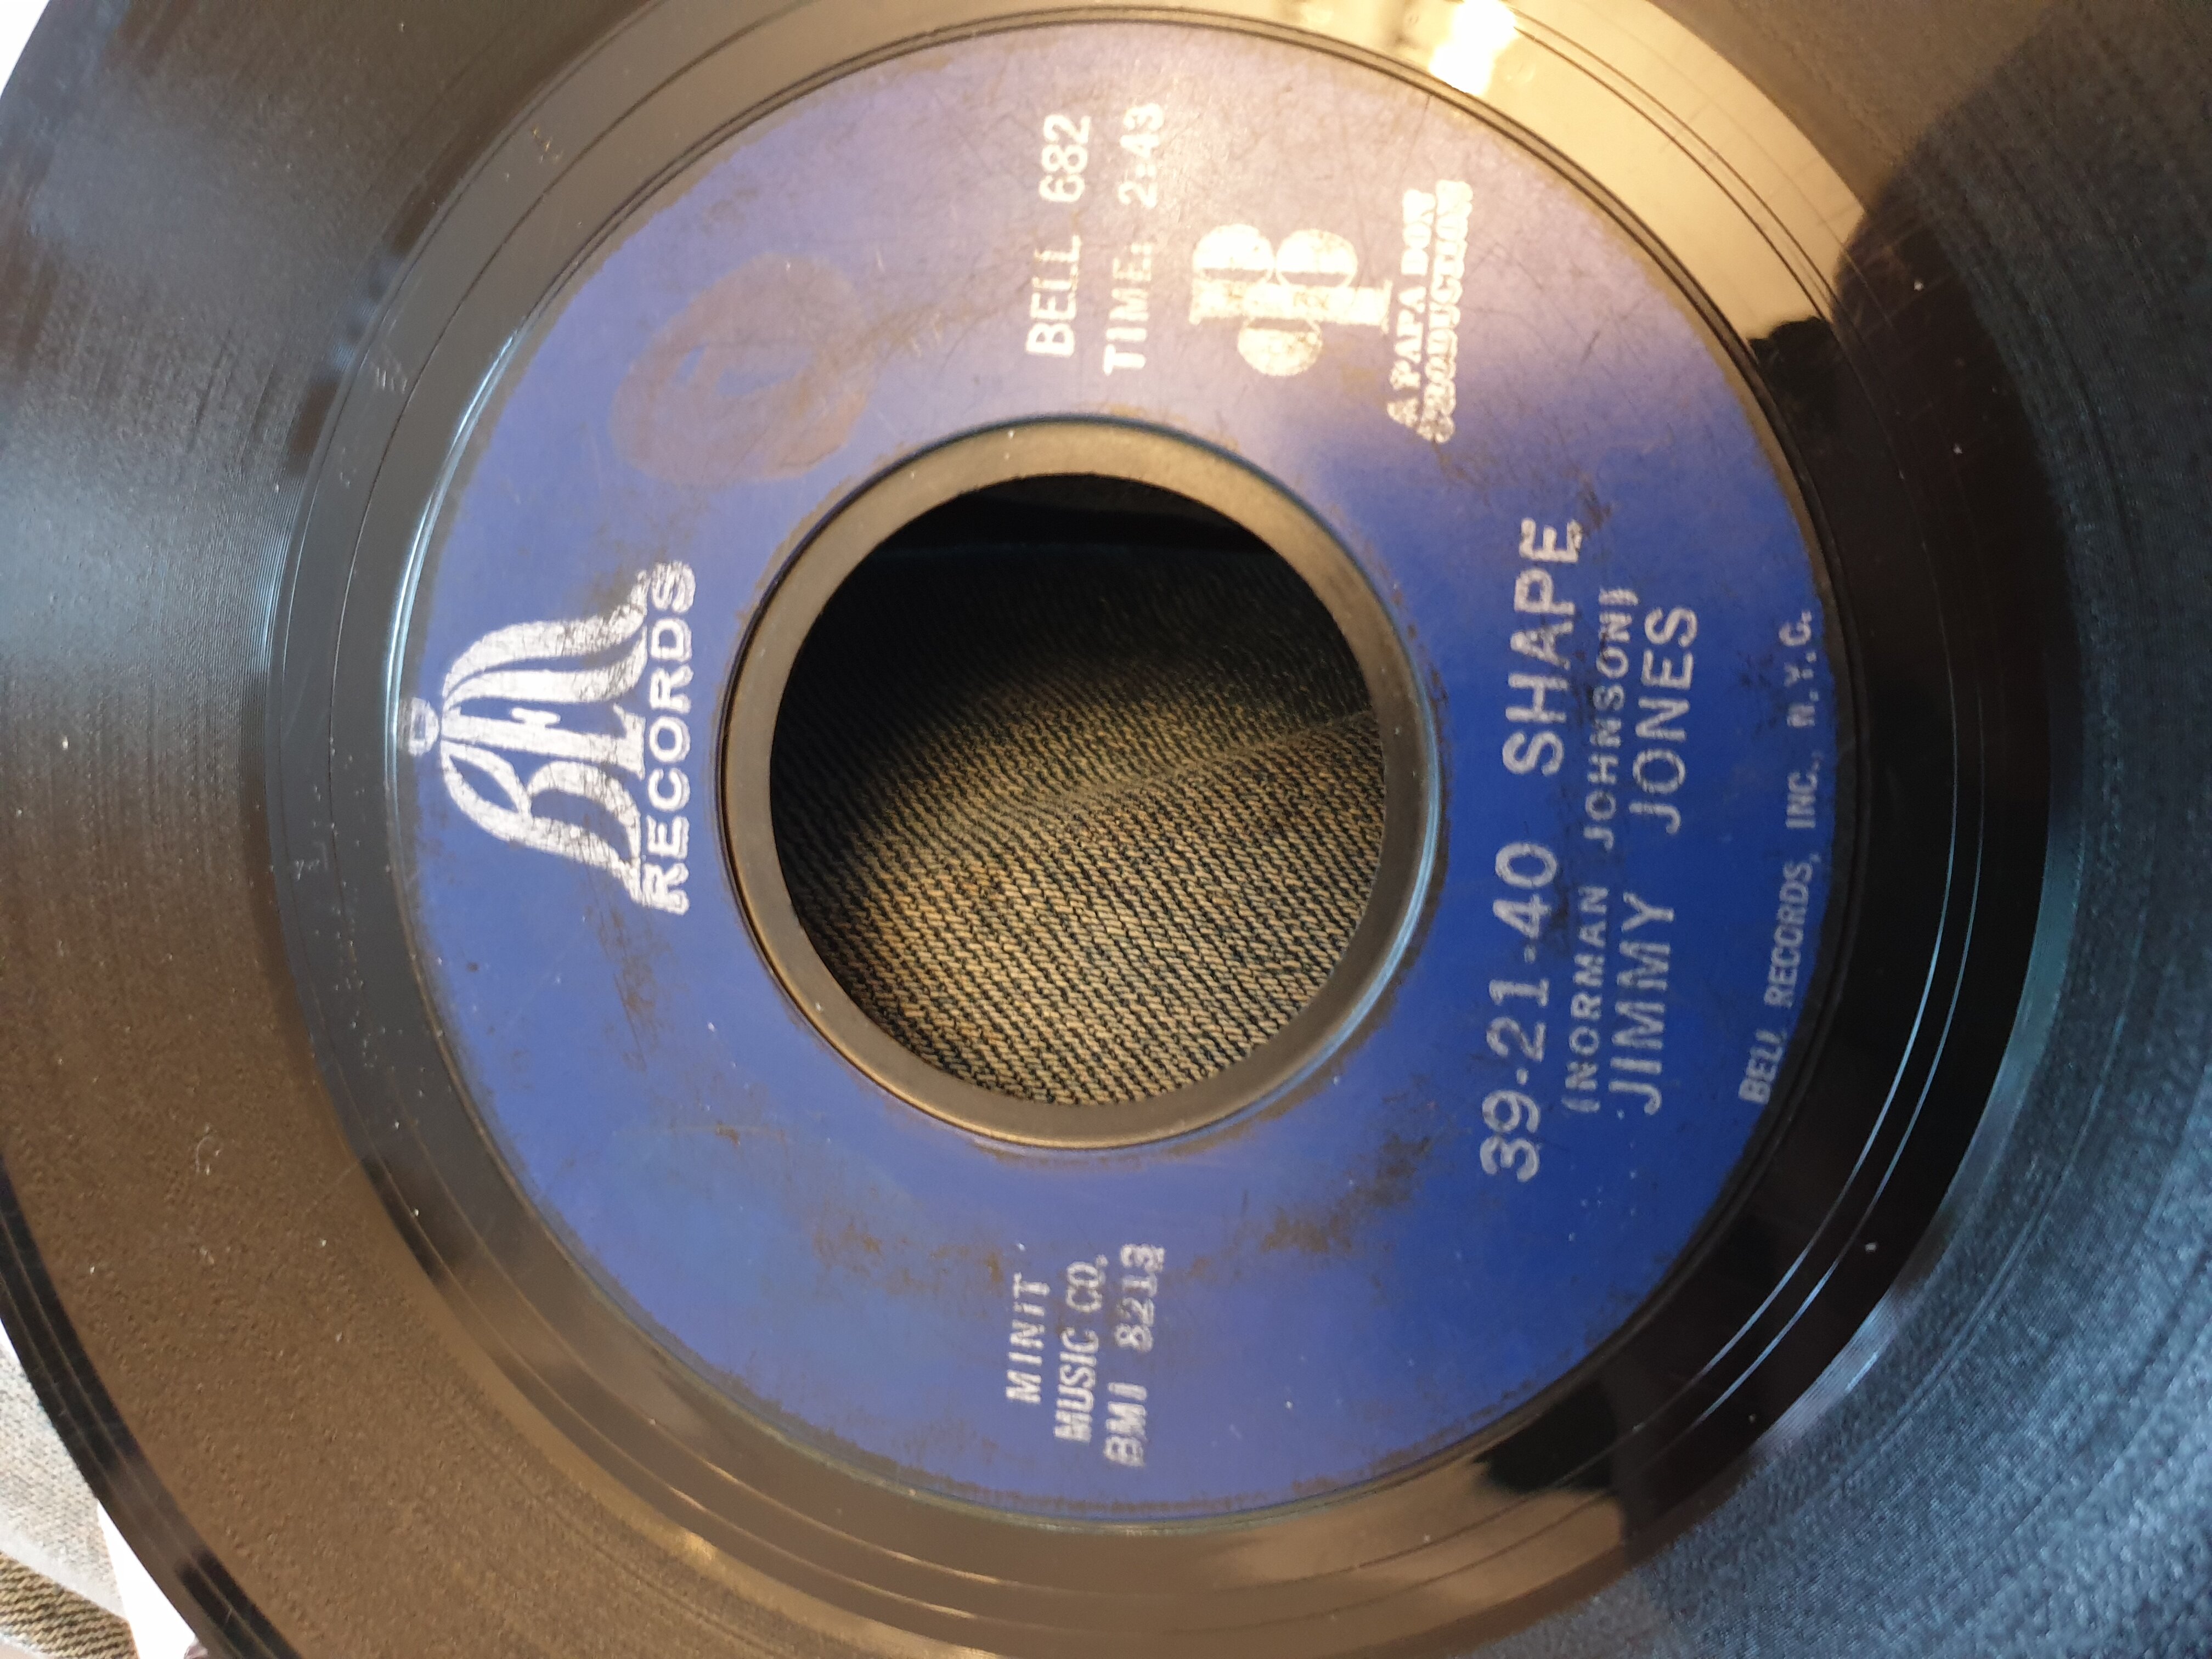 BELL
RECORDS
MINIT
MUSIC CO.
BMI 8213
BELL 682
TIME: 2:43
P
A PAPA DON
PRODUCTION
39-21-40 SHAPE
(NORMAN JOHNSON)
JIMMY JONES
BELL RECORDS, INC., N.Y.C.